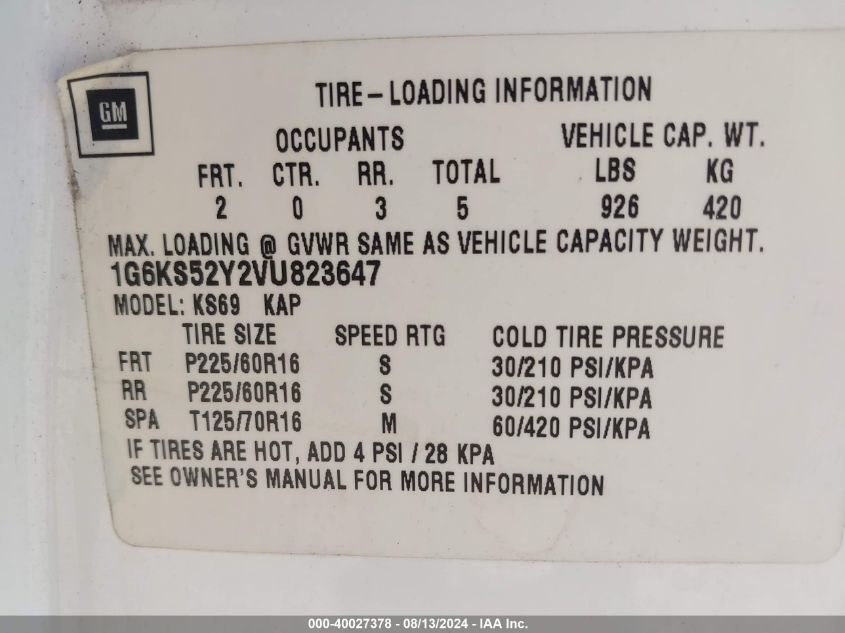 GM
TIRE-LOADING INFORMATION
OCCUPANTS VEHICLE CAP. WT.
FRT. CTR. RR. TOTAL LBS KG
2 0 3 5 926 420
MAX. LOADING @ GVWR SAME AS VEHICLE CAPACITY WEIGHT.
1G6KS52Y2VU823647
MODEL: KS69 KAP
TIRE SIZE SPEED RTG COLD TIRE PRESSURE
FRT P225/60R16 S 30/210 PSI/KPA
RR P225/60R16 S 30/210 PSI/KPA
SPA T125/70R16 M 60/420 PSI/KPA
IF TIRES ARE HOT, ADD 4 PSI / 28 KPA
SEE OWNER'S MANUAL FOR MORE INFORMATION
000-40027378 - 08/13/2024 - IAA Inc.